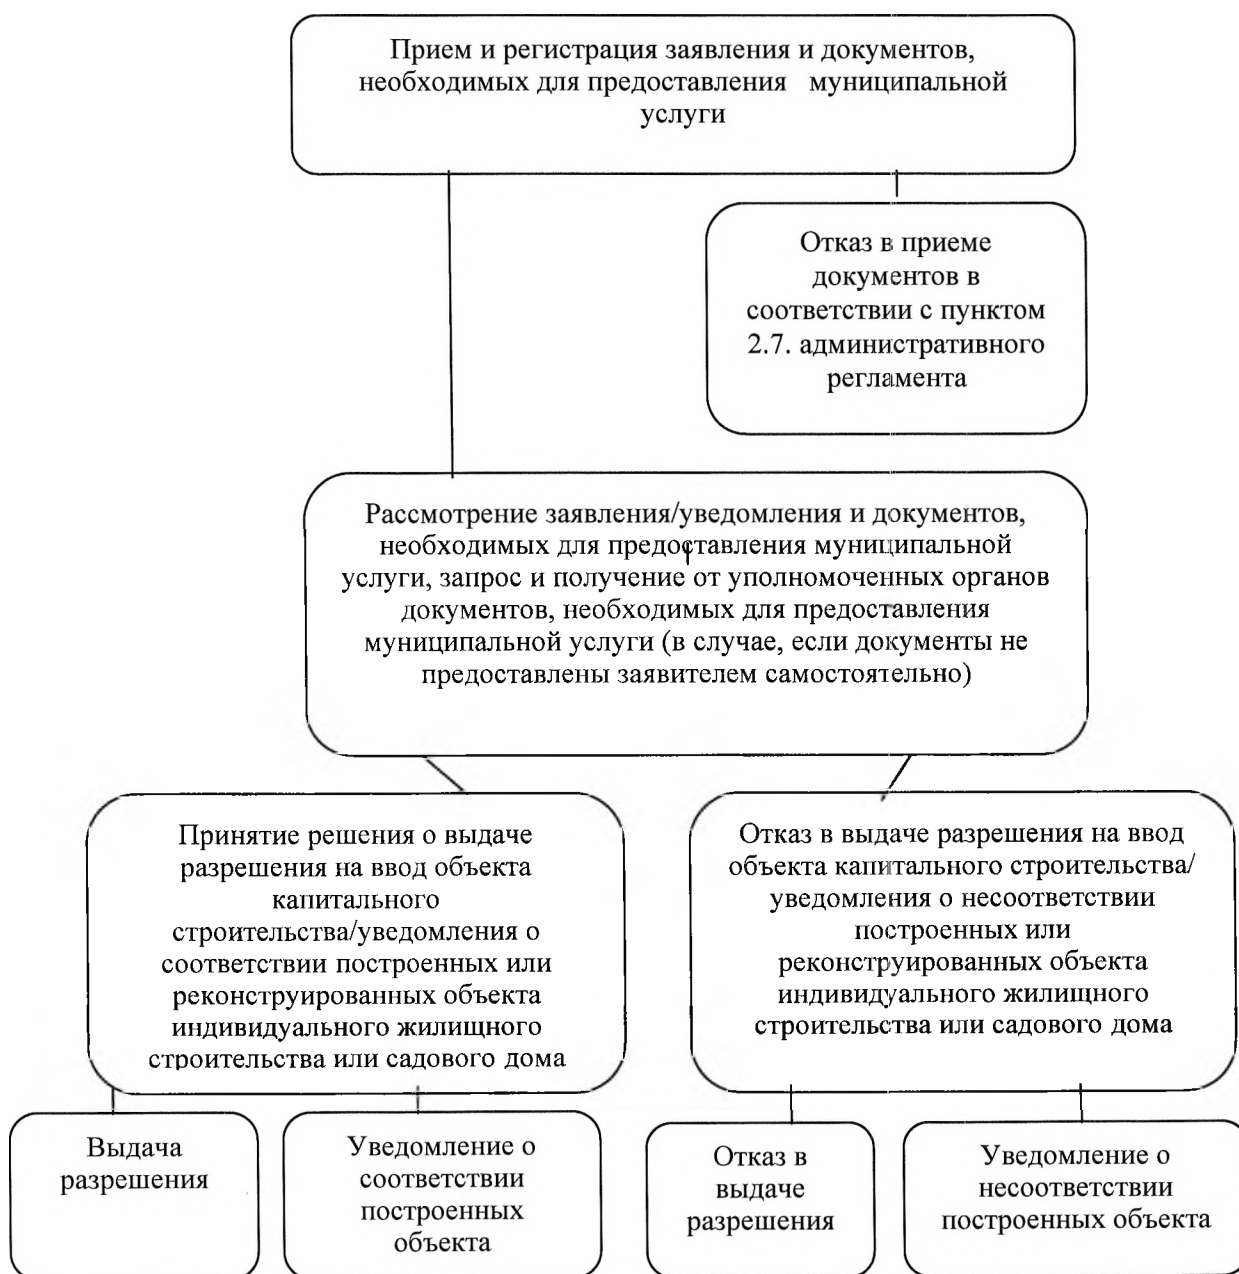 Прием и регистрация заявления и документов,
необходимых для предоставления муниципальной
услуги
Отказ в приеме
документов в
соответствии с пунктом
2.7. административного
регламента
Рассмотрение заявления/уведомления и документов,
необходимых для предоставления муниципальной
услуги, запрос и получение от уполномоченных органов
документов, необходимых для предоставления
муниципальной услуги (в случае, если документы не
предоставлены заявителем самостоятельно)
Принятие решения о выдаче
разрешения на ввод объекта
капитального
строительства/уведомления о
соответствии построенных или
реконструированных объекта
индивидуального жилищного
строительства или садового дома
Отказ в выдаче разрешения на ввод
объекта капитального строительства/
уведомления о несоответствии
построенных или
реконструированных объекта
индивидуального жилищного
строительства или садового дома
Выдача
разрешения
Уведомление о
соответствии
построенных
объекта
Отказ в
выдаче
разрешения
Уведомление о
несоответствии
построенных объекта